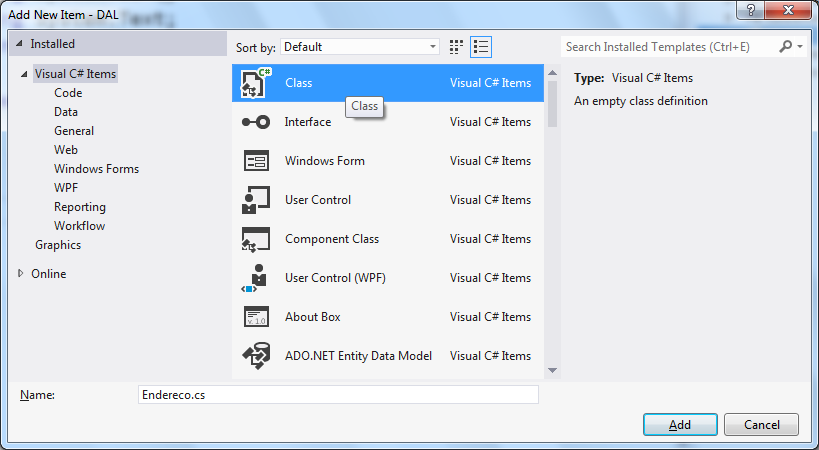 Add New Item - DAL
Installed
Sort by: Default
Search Installed Templates (Ctrl+E)
Visual C# Items
Code
Data
General
Web
Windows Forms
WPF
Reporting
Workflow
Graphics
Online
C#
Class Visual C# Items
Class
Interface Visual C# Items
Windows Form Visual C# Items
User Control Visual C# Items
Component Class Visual C# Items
User Control (WPF) Visual C# Items
v. 1.0
About Box Visual C# Items
ADO.NET Entity Data Model Visual C# Items
Type: Visual C# Items
An empty class definition
Name: Endereco.cs
Add Cancel